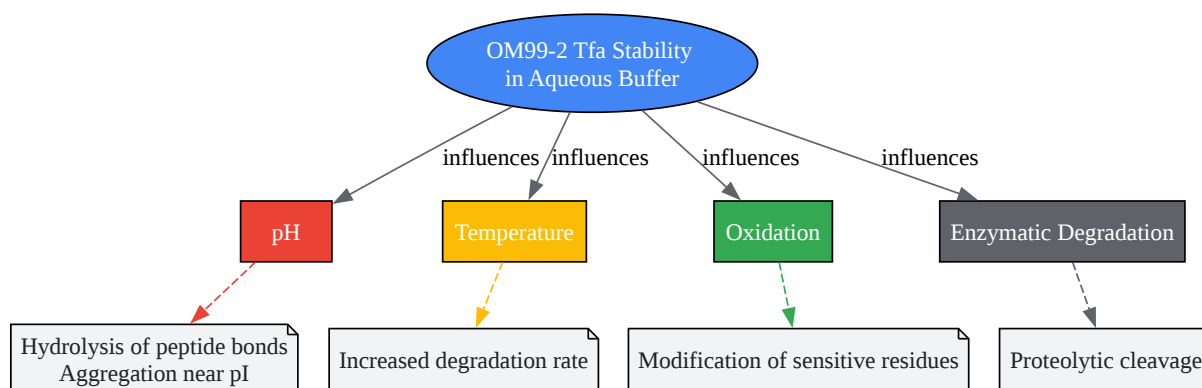 OM99-2 Tfa Stability
in Aqueous Buffer
influences
influences
influences
influences
pH
Temperature
Oxidation
Enzymatic Degradation
Hydrolysis of peptide bonds
Aggregation near pI
Increased degradation rate
Modification of sensitive residues
Proteolytic cleavage